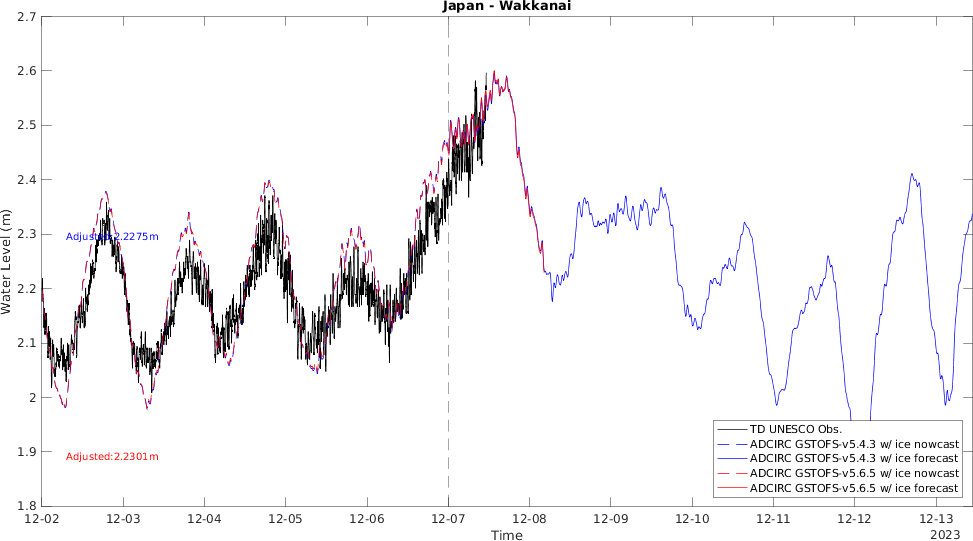 Japan - Wakkanai
2.7
2.6
2.5
2.4
2.3
2.2
2.1
2
1.9
1.8
Water Level (m)
Adjusted:2.2275m
Adjusted:2.2301m
TD UNESCO Obs.
ADCIRC GSTOFS-v5.4.3 w/ ice nowcast
ADCIRC GSTOFS-v5.4.3 w/ ice forecast
ADCIRC GSTOFS-v5.6.5 w/ ice nowcast
ADCIRC GSTOFS-v5.6.5 w/ ice forecast
12-02 12-03 12-04 12-05 12-06 12-07 12-08 12-09 12-10 12-11 12-12 12-13
Time
2023